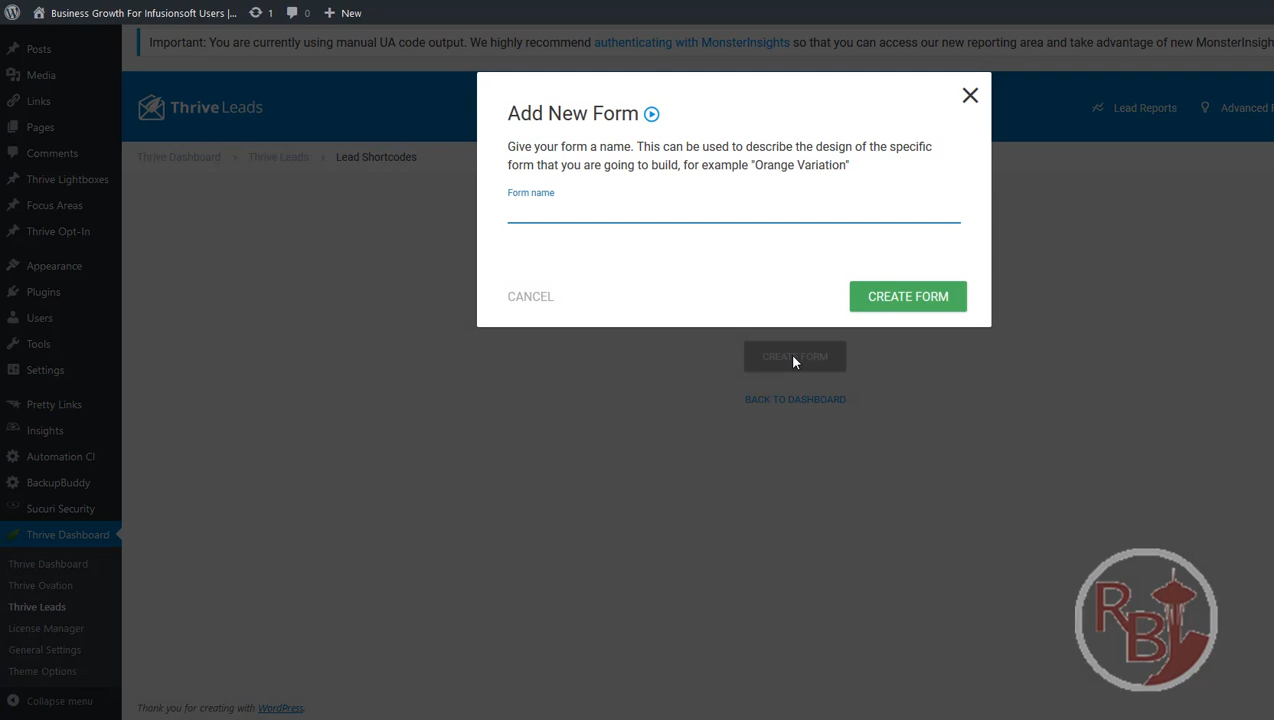 Business Growth For Infusionsoft Users |...
1
0
New
Important: You are currently using manual UA code output. We highly recommend authenticating with MonsterInsights so that you can access our new reporting area and take advantage of new MonsterInsigh
Posts
Media
Links
Pages
Comments
Thrive Lightboxes
Focus Areas
Thrive Opt-In
Appearance
Plugins
Users
Tools
Settings
Pretty Links
Insights
Automation Cl
BackupBuddy
Sucuri Security
Thrive Dashboard
Thrive Dashboard
Thrive Ovation
Thrive Leads
License Manager
General Settings
Theme Options
Collapse menu
Thrive Leads
Lead Reports
Advanced F
Thrive Dashboard
Thrive Leads
Lead Shortcodes
Add New Form
Give your form a name. This can be used to describe the design of the specific
form that you are going to build, for example "Orange Variation"
Form name
CANCEL
CREATE FORM
CREATE FORM
BACK TO DASHBOARD
Thank you for creating with WordPress.
RBJ